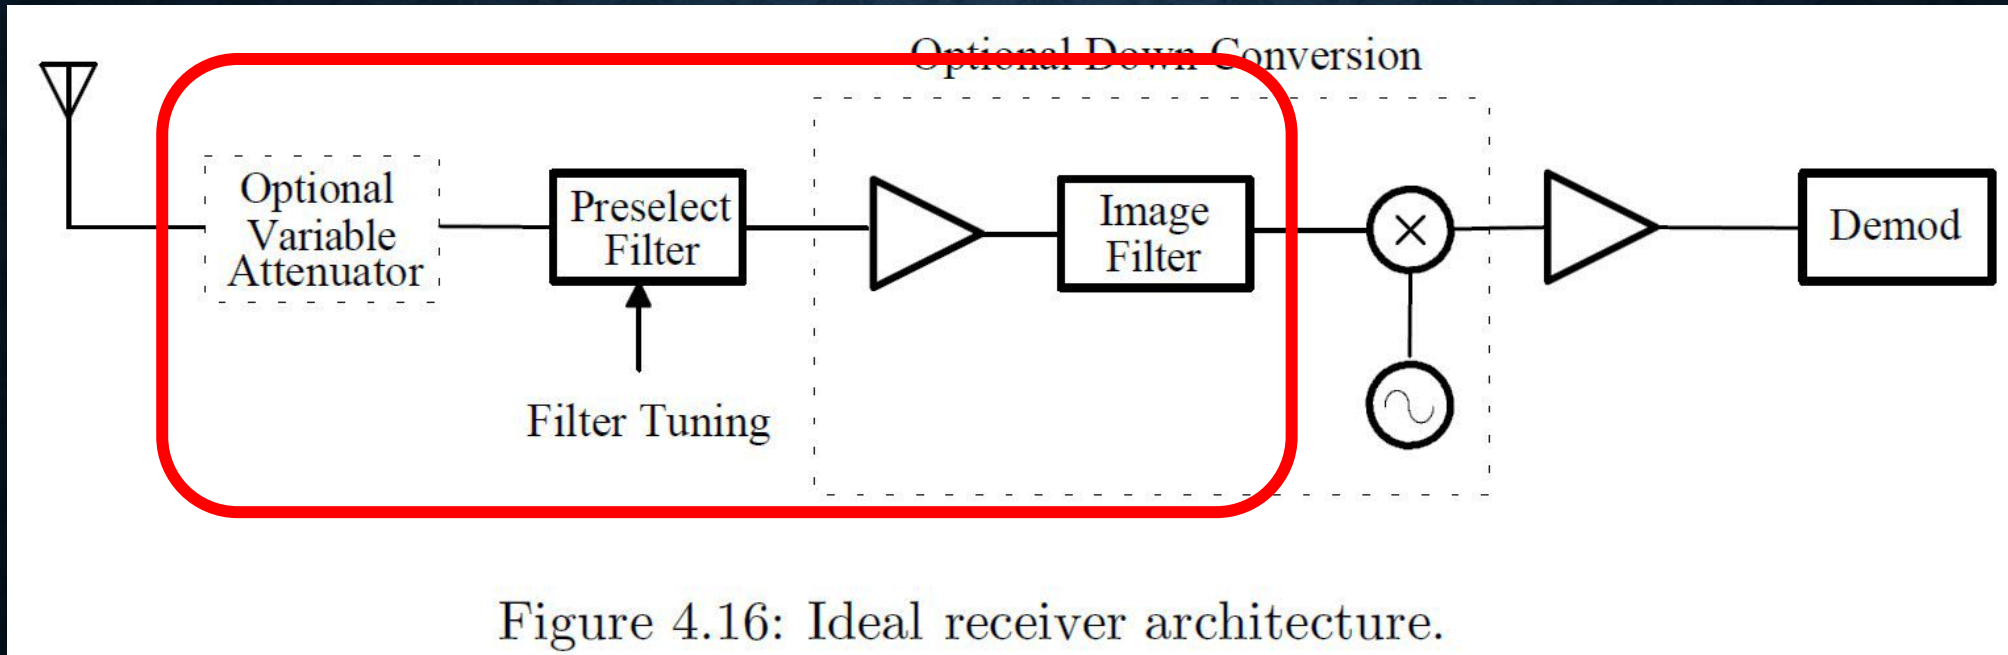 Optional Down Conversion
Optional
Variable
Attenuator
Preselect
Filter
Image
Filter
Demod
Filter Tuning
Figure 4.16: Ideal receiver architecture.